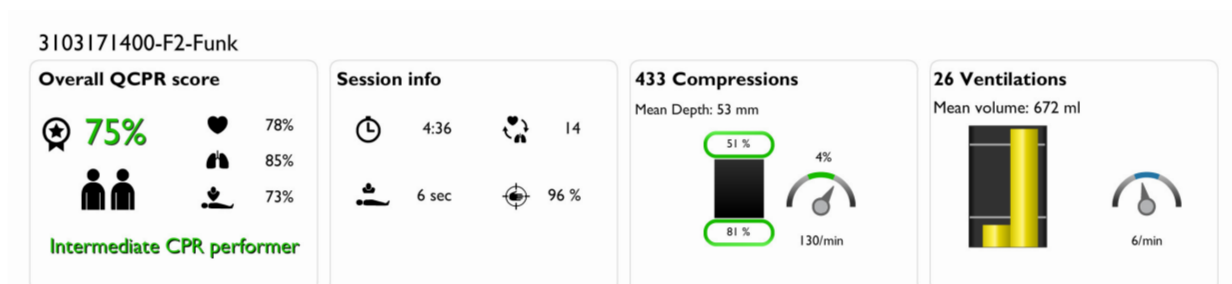 3103171400-F2-Funk
Overall QCPR score
75%
78%
85%
73%
Intermediate CPR performer
Session info
4:36
14
6 sec
96 %
433 Compressions
Mean Depth: 53 mm
51 %
4%
81 %
130/min
26 Ventilations
Mean volume: 672 ml
6/min